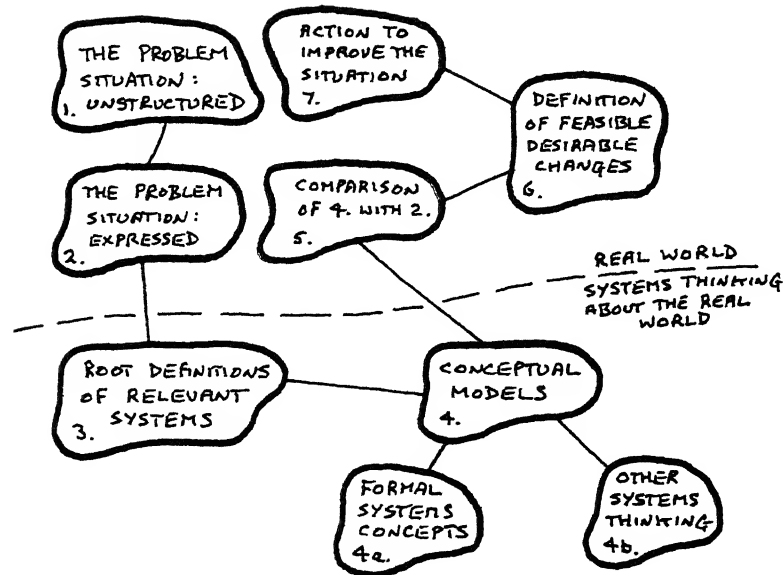 THE PROBLEM
SITUATION:
1. UNSTRUCTURED
ACTION TO
IMPROVE THE
SITUATION
7.
DEFINITION
OF FEASIBLE
DESIRABLE
CHANGES
6.
THE PROBLEM
SITUATION:
EXPRESSED
2.
COMPARISON
OF 4. WITH 2.
5.
REAL WORLD
SYSTEMS THINKING
ABOUT THE REAL
WORLD
ROOT DEFINITIONS
OF RELEVANT
SYSTEMS
3.
CONCEPTUAL
MODELS
4.
FORMAL
SYSTEMS
CONCEPTS
4a.
OTHER
SYSTEMS
THINKING
4b.